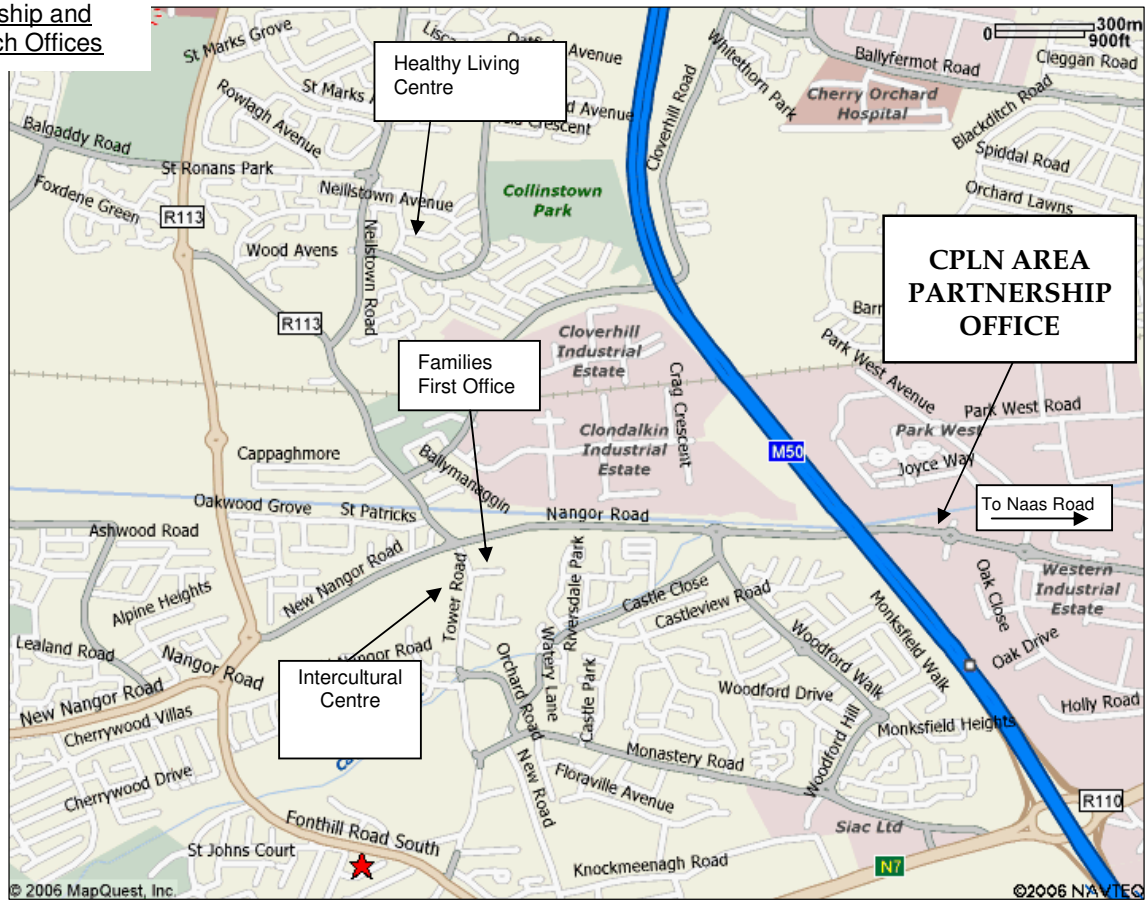 ship and
ch Offices
St Marks Grove
Oatfield Avenue
Healthy Living
Centre
Whitethorn Park
Ballyfermot Road
0 300m
900ft
Cleggan Road
Rowlagh Avenue
St Marks
d Avenue
Crescent
Cloverhill Road
Cherry Orchard
Hospital
Blackditch Road
Balgaddy Road
St Ronans Park
Spiddal Road
Foxdene Green
Neillstown Avenue
Collinstown
Park
Orchard Lawns
R113
Wood Avens
Neilstown Road
CPLN AREA
PARTNERSHIP
OFFICE
R113
Cloverhill
Industrial
Estate
Barn
Families
First Office
Crag Crescent
Park West Avenue
Park West Road
Park West
Clondalkin
Industrial
Estate
M50
Joyce Way
Cappaghmore
Ballymanaggin
Oakwood Grove
St Patricks
Nangor Road
To Naas Road
Ashwood Road
New Nangor Road
Tower Road
Riversdale Park
Castle Close
Castleview Road
Oak Close
Western
Industrial
Estate
Alpine Heights
Monksfield Walk
Lealand Road
Nangor Road
Nangor Road
Orchard Road
Watery Lane
Woodford Walk
Oak Drive
Intercultural
Centre
Castle Park
Woodford Drive
New Nangor Road
Holly Road
Cherrywood Villas
Monksfield Heights
Woodford Hill
Cherrywood Drive
New Road
Monastery Road
Floraville Avenue
R110
Fonthill Road South
Siac Ltd
St Johns Court
Knockmeenagh Road
N7
© 2006 MapQuest, Inc.
©2006 NAVTEQ